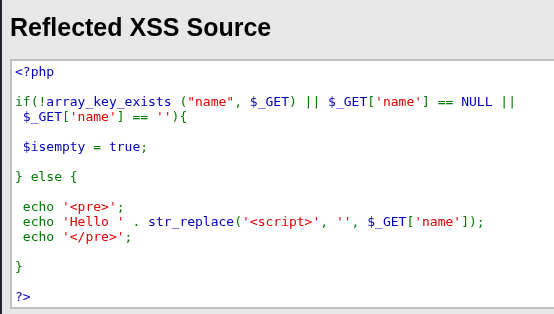 Reflected XSS Source
<?php
if(!array_key_exists ("name", $_GET) || $_GET['name'] == NULL ||
$_GET['name'] == ''){
$isempty = true;
} else {
echo '<pre>';
echo 'Hello ' . str_replace('<script>', '', $_GET['name']);
echo '</pre>';
}
?>